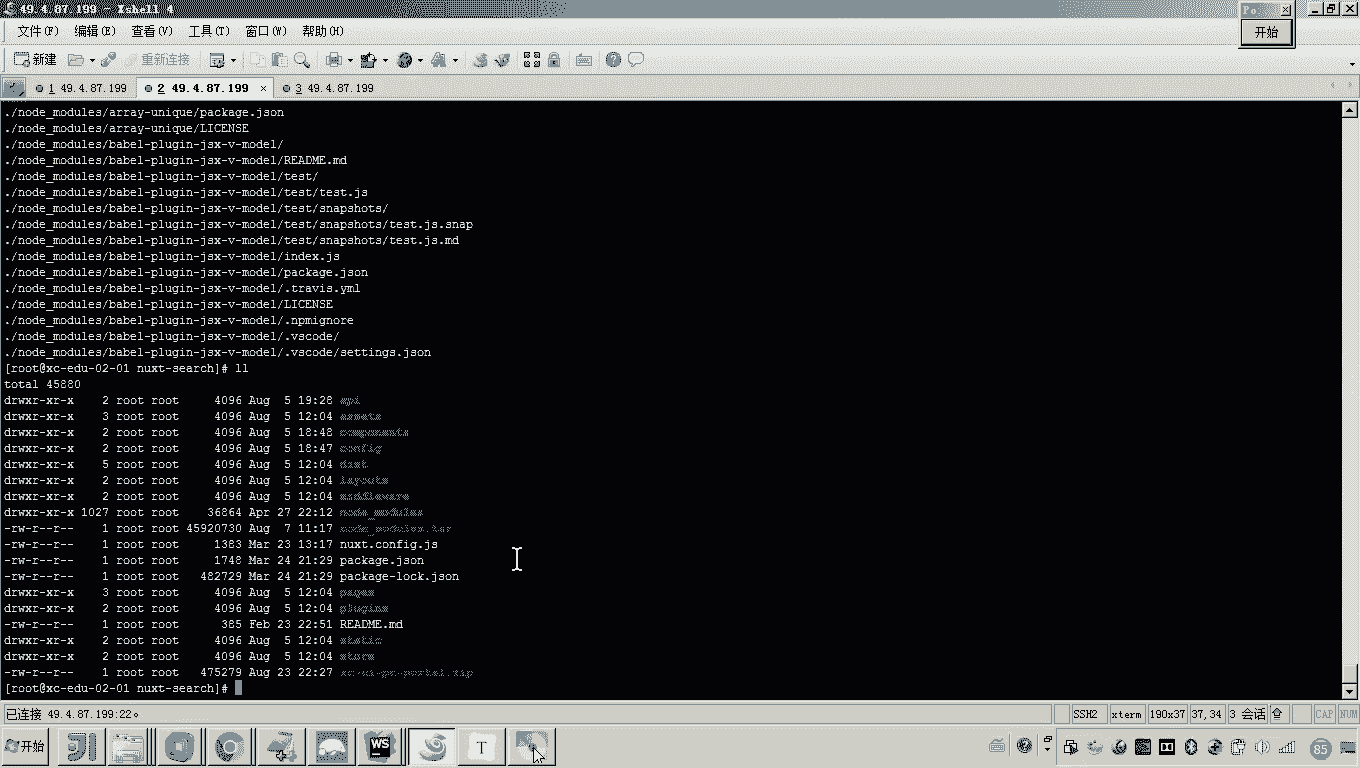 49.4.87.199 - Xshell 4
Po...
开始
文件(F) 编辑(E) 查看(V) 工具(T) 窗口(W) 帮助(H)
新建 重新连接
1 49.4.87.199 2 49.4.87.199 × 3 49.4.87.199
./node_modules/array-unique/package.json
./node_modules/array-unique/LICENSE
./node_modules/babel-plugin-jsx-v-model/
./node_modules/babel-plugin-jsx-v-model/README.md
./node_modules/babel-plugin-jsx-v-model/test/
./node_modules/babel-plugin-jsx-v-model/test/test.js
./node_modules/babel-plugin-jsx-v-model/test/snapshots/
./node_modules/babel-plugin-jsx-v-model/test/snapshots/test.js.snap
./node_modules/babel-plugin-jsx-v-model/test/snapshots/test.js.md
./node_modules/babel-plugin-jsx-v-model/index.js
./node_modules/babel-plugin-jsx-v-model/package.json
./node_modules/babel-plugin-jsx-v-model/.travis.yml
./node_modules/babel-plugin-jsx-v-model/LICENSE
./node_modules/babel-plugin-jsx-v-model/.npmignore
./node_modules/babel-plugin-jsx-v-model/.vscode/
./node_modules/babel-plugin-jsx-v-model/.vscode/settings.json
[root@xc-edu-02-01 nuxt-search]# ll
total 45880
drwxr-xr-x 2 root root 4096 Aug 5 19:28 api
drwxr-xr-x 3 root root 4096 Aug 5 12:04 assets
drwxr-xr-x 2 root root 4096 Aug 5 18:48 components
drwxr-xr-x 2 root root 4096 Aug 5 18:47 config
drwxr-xr-x 5 root root 4096 Aug 5 12:04 dist
drwxr-xr-x 2 root root 4096 Aug 5 12:04 layouts
drwxr-xr-x 2 root root 4096 Aug 5 12:04 middleware
drwxr-xr-x 1027 root root 36864 Apr 27 22:12 node_modules
-rw-r--r-- 1 root root 45920730 Aug 7 11:17 node_modules.tar
-rw-r--r-- 1 root root 1383 Mar 23 13:17 nuxt.config.js
-rw-r--r-- 1 root root 1748 Mar 24 21:29 package.json
-rw-r--r-- 1 root root 482729 Mar 24 21:29 package-lock.json
drwxr-xr-x 3 root root 4096 Aug 5 12:04 pages
drwxr-xr-x 2 root root 4096 Aug 5 12:04 plugins
-rw-r--r-- 1 root root 385 Feb 23 22:51 README.md
drwxr-xr-x 2 root root 4096 Aug 5 12:04 static
drwxr-xr-x 2 root root 4096 Aug 5 12:04 store
-rw-r--r-- 1 root root 475279 Aug 23 22:27 xc-ui-pc-portal.zip
[root@xc-edu-02-01 nuxt-search]#
已连接 49.4.87.199:22。 SSH2 xterm 190x37 37,34 3 会话 CAP NUM
开始 WS T 85